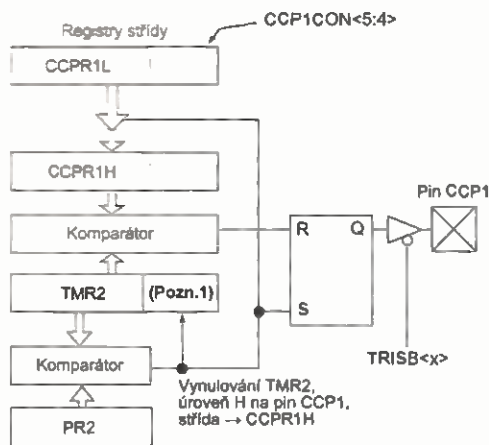 CCP1CON<5:4>
Registry střídy
CCPR1L
CCPR1H
Pin CCP1
Komparátor
R
Q
TMR2
(Pozn.1)
S
Komparátor
TRISB<x>
Vynulování TMR2,
úroveň H na pin CCP1,
střída → CCPR1H
PR2